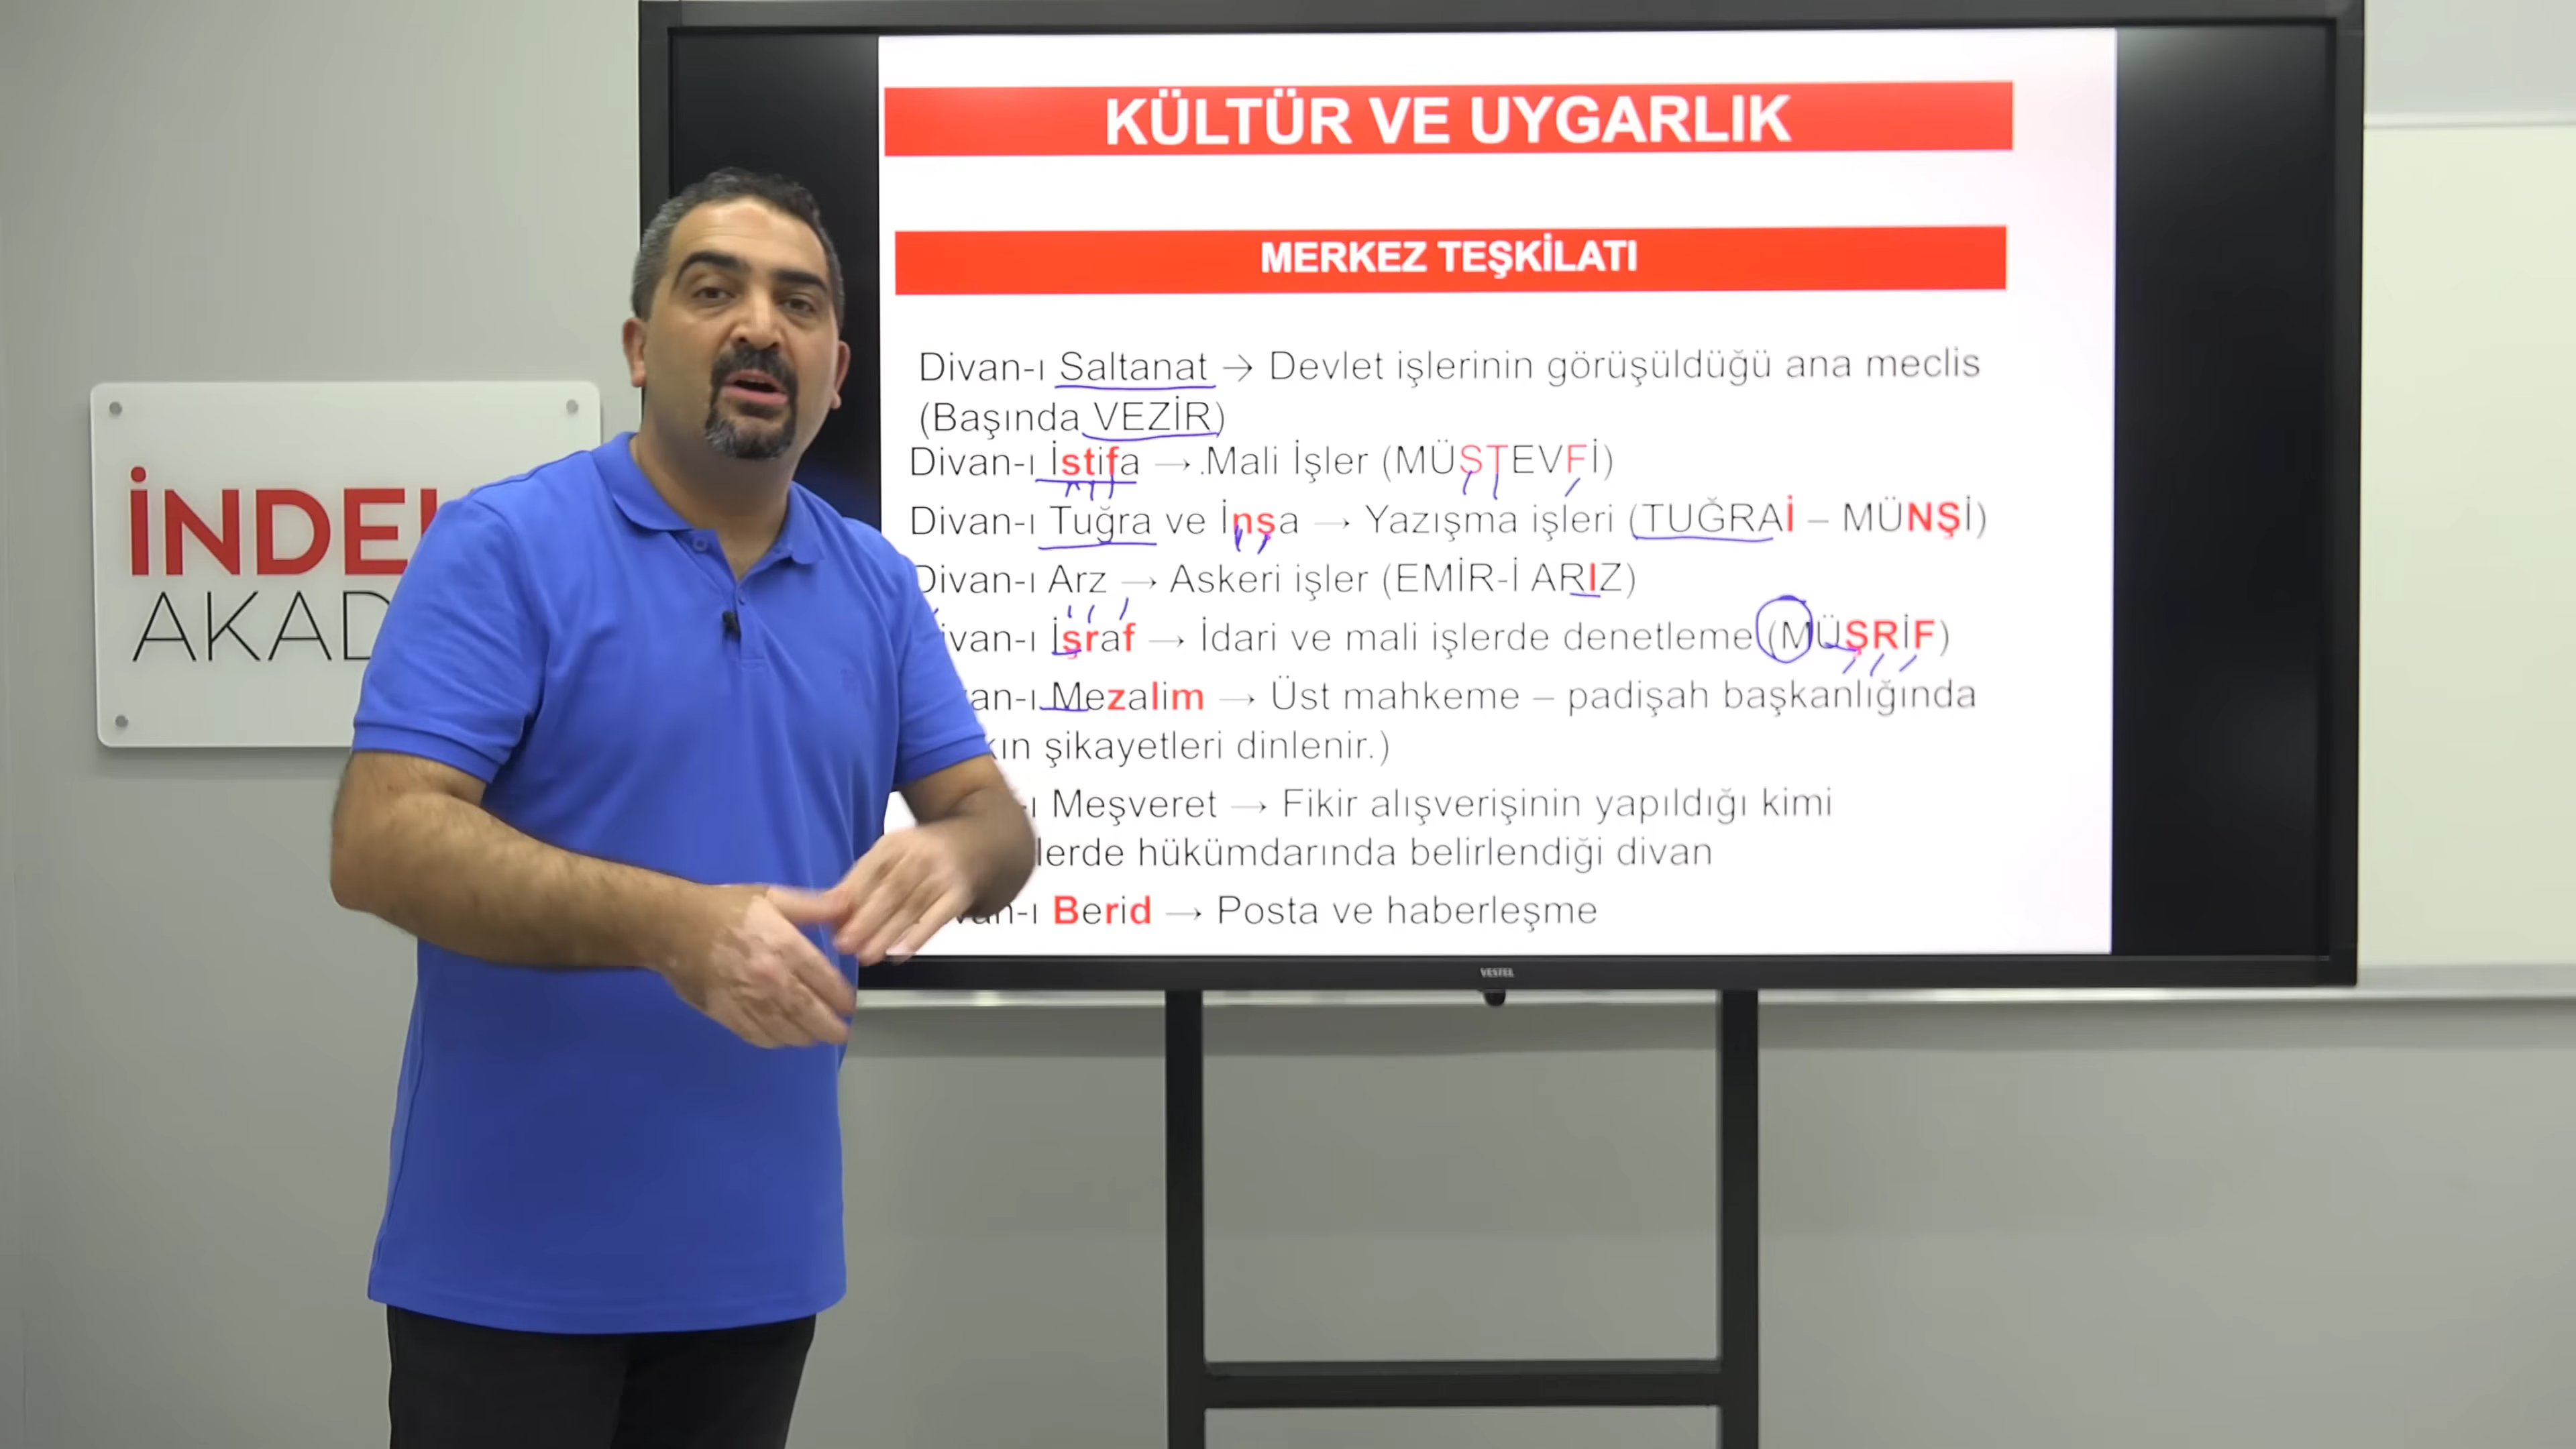 KÜLTÜR VE UYGARLIK
MERKEZ TEŞKİLATI
Divan-ı Saltanat → Devlet işlerinin görüşüldüğü ana meclis
(Başında VEZİR)
Divan-ı İstifa → .Mali İşler (MÜSTEVFİ)
Divan-ı Tuğra ve İnşa → Yazışma işleri (TUĞRAİ – MÜNŞİ)
Divan-ı Arz → Askeri işler (EMİR-İ ARIZ)
ivan-ı İşraf → İdari ve mali işlerde denetleme (MÜŞRİF)
an-ı Mezalim → Üst mahkeme – padişah başkanlığında
kın şikayetleri dinlenir.)
ı Meşveret → Fikir alışverişinin yapıldığı kimi
lerde hükümdarında belirlendiği divan
van-ı Berid → Posta ve haberleşme
VESTEL
İNDE
AKAD